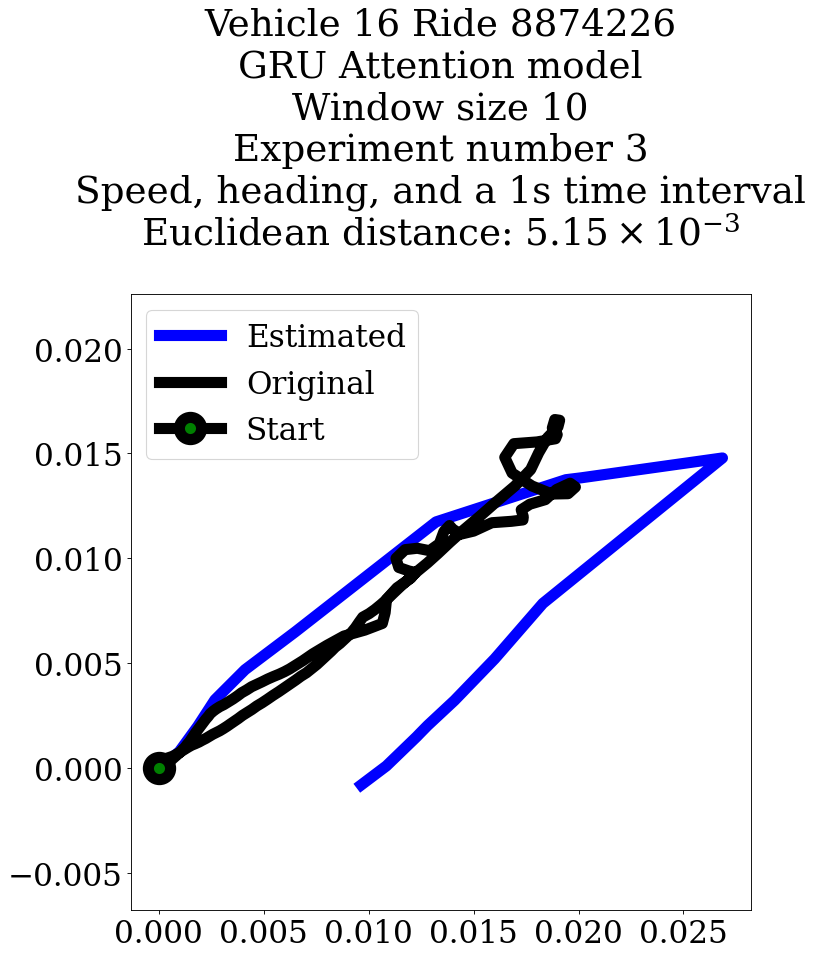 Vehicle 16 Ride 8874226
GRU Attention model
Window size 10
Experiment number 3
Speed, heading, and a 1s time interval
Euclidean distance: 5.15 × 10⁻³
Estimated
Original
Start
0.020
0.015
0.010
0.005
0.000
−0.005
0.000 0.005 0.010 0.015 0.020 0.025